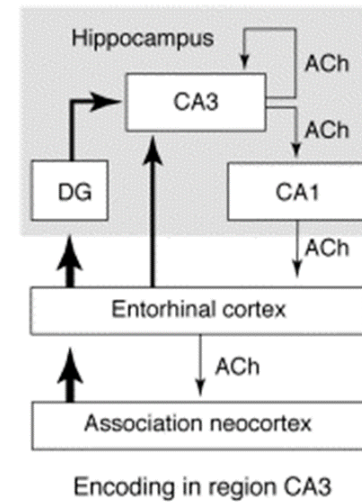 Hippocampus
ACh
CA3
ACh
DG
CA1
ACh
Entorhinal cortex
ACh
Association neocortex
Encoding in region CA3